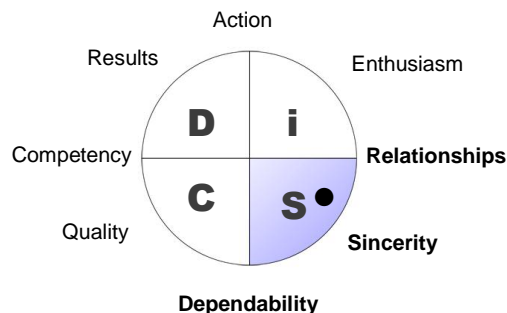 Action
Results
Enthusiasm
D i
Competency
Relationships
C S
Quality
Sincerity
Dependability